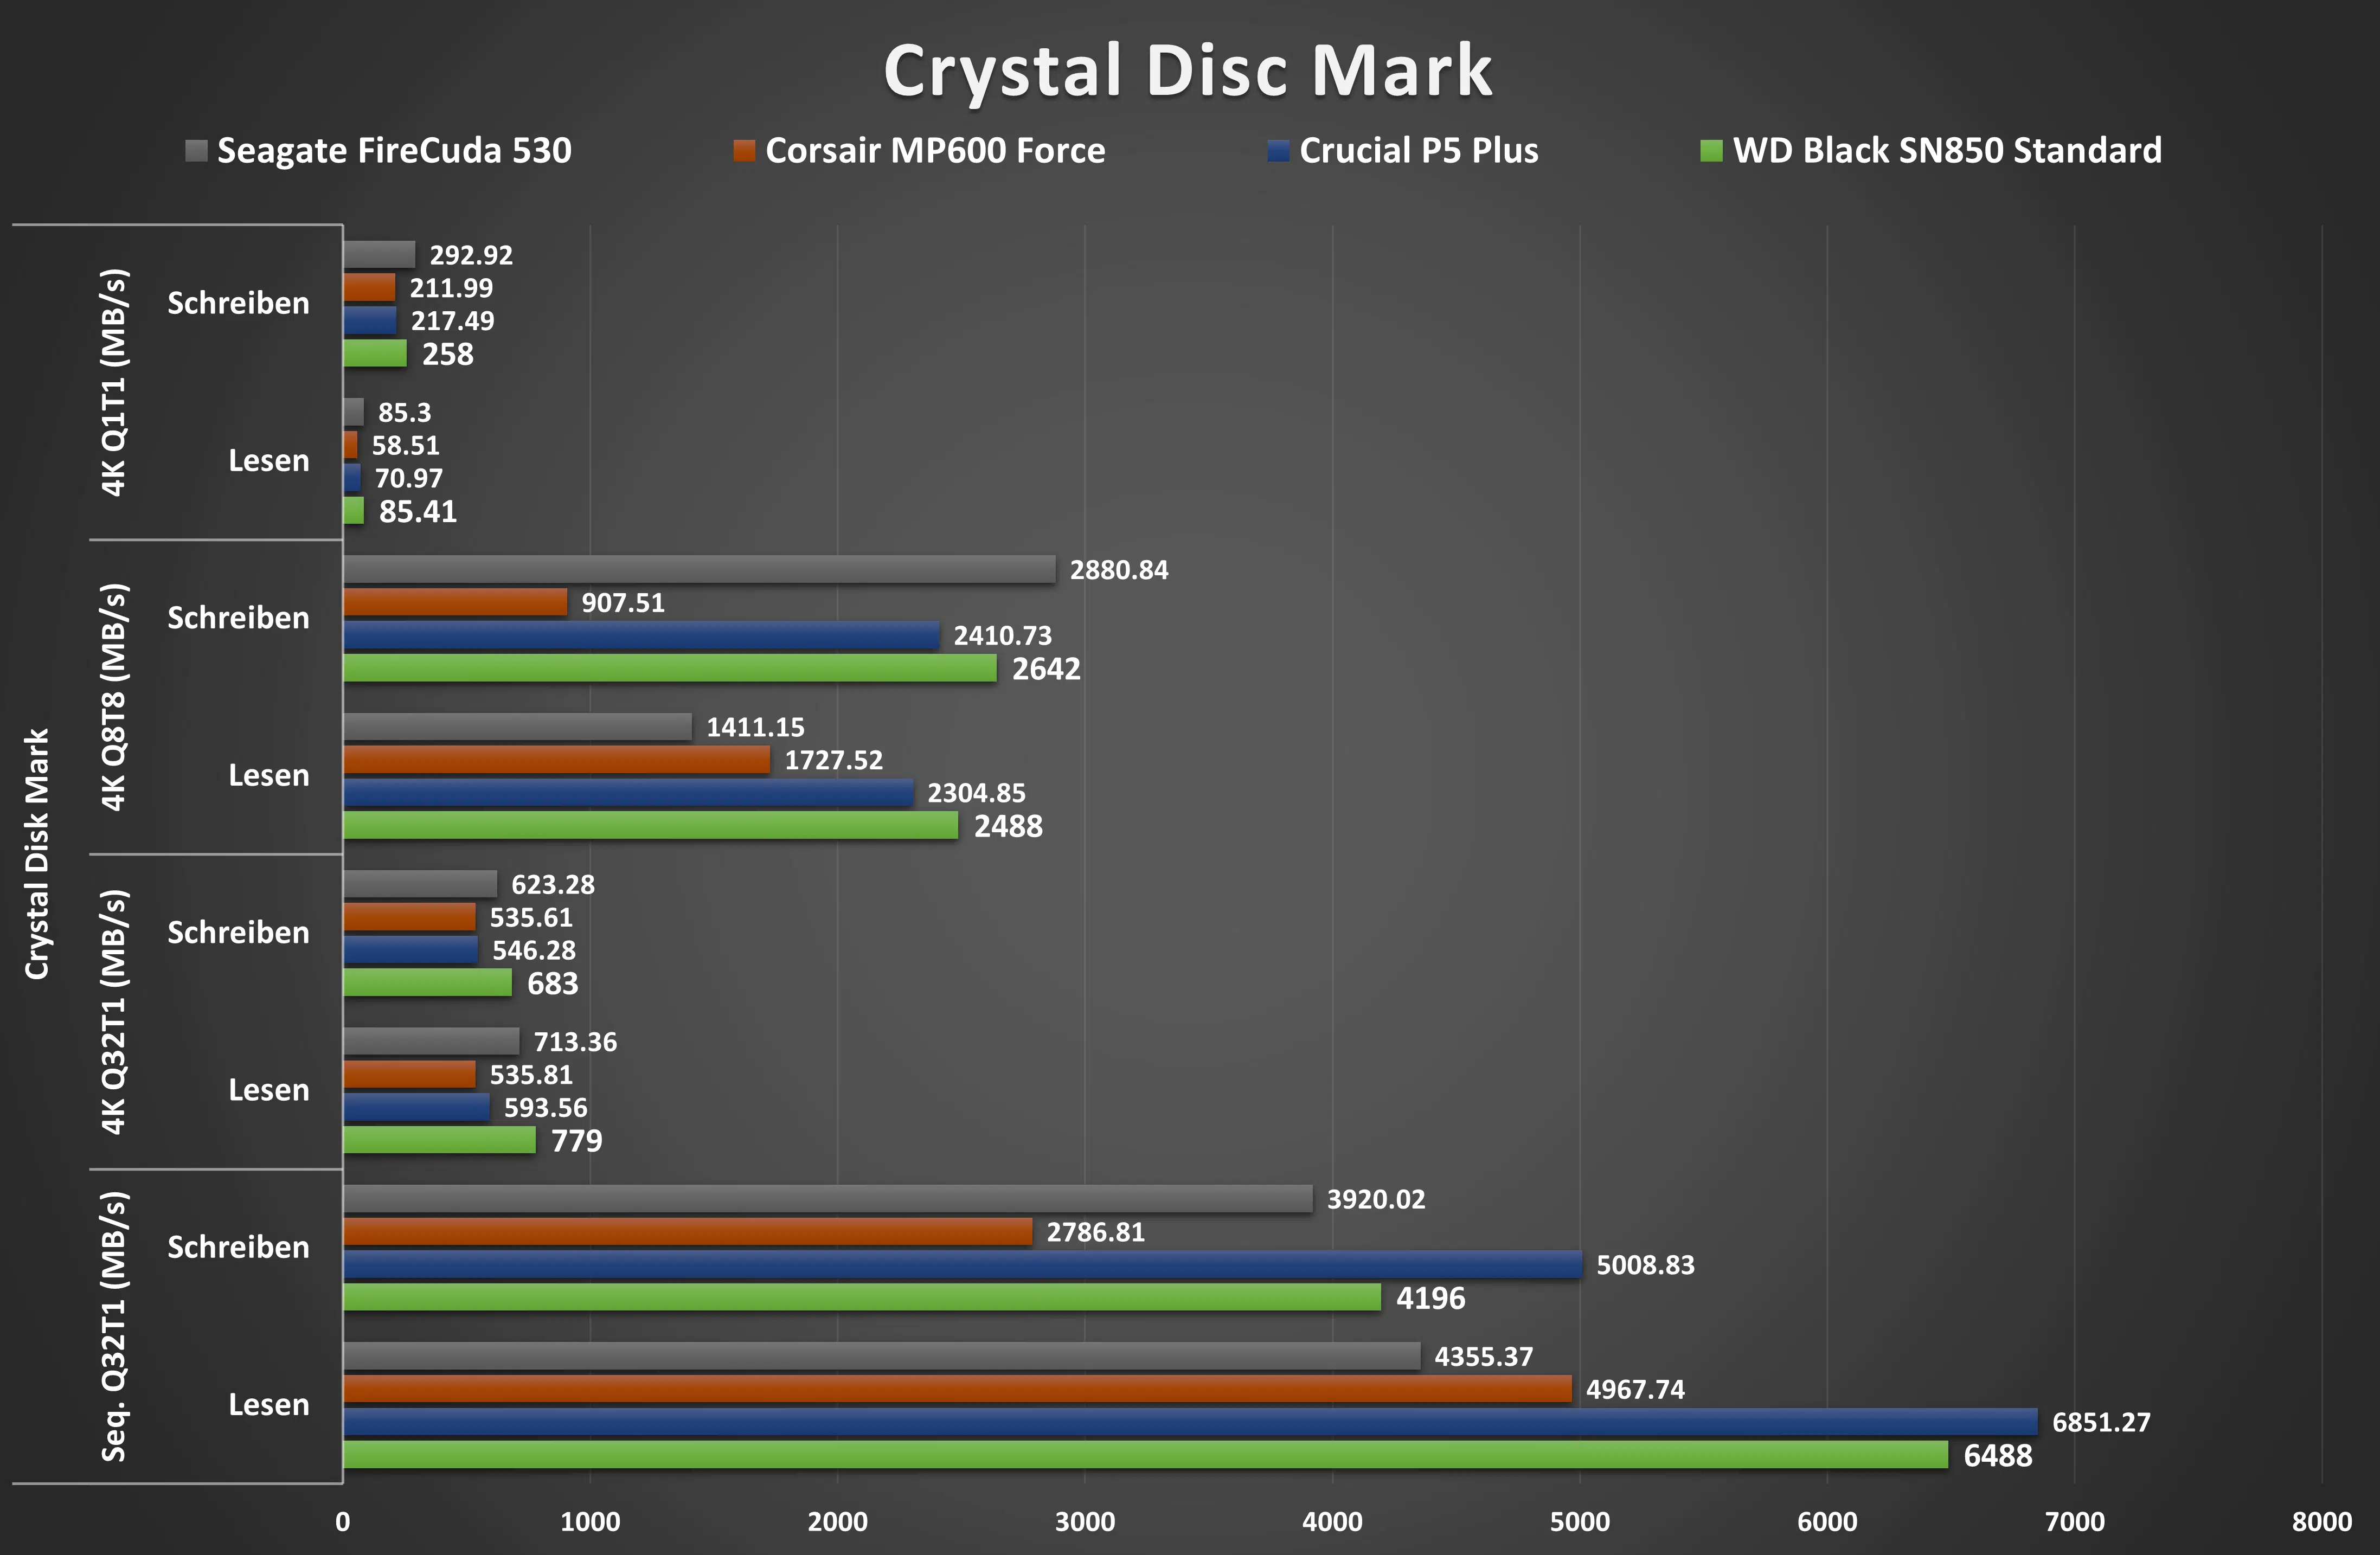 Crystal Disc Mark
Seagate FireCuda 530
Corsair MP600 Force
Crucial P5 Plus
WD Black SN850 Standard
Crystal Disk Mark
4K Q1T1 (MB/s)
Schreiben
292.92
211.99
217.49
258
Lesen
85.3
58.51
70.97
85.41
4K Q8T8 (MB/s)
Schreiben
2880.84
907.51
2410.73
2642
Lesen
1411.15
1727.52
2304.85
2488
4K Q32T1 (MB/s)
Schreiben
623.28
535.61
546.28
683
Lesen
713.36
535.81
593.56
779
Seq. Q32T1 (MB/s)
Schreiben
3920.02
2786.81
5008.83
4196
Lesen
4355.37
4967.74
6851.27
6488
0 1000 2000 3000 4000 5000 6000 7000 8000